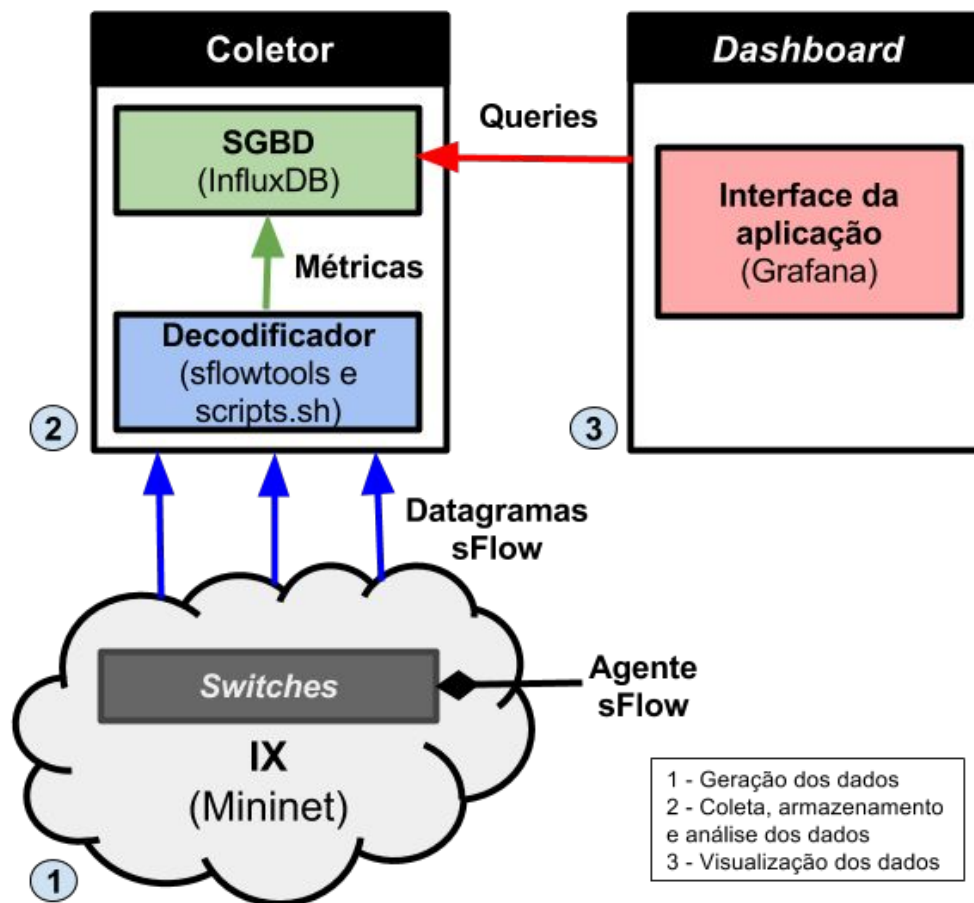 Coletor
SGBD
(InfluxDB)
Métricas
Decodificador
(sflowtools e
scripts.sh)
2
Queries
Dashboard
Interface da
aplicação
(Grafana)
3
Datagramas
sFlow
Switches
Agente
sFlow
IX
(Mininet)
1
1 - Geração dos dados
2 - Coleta, armazenamento
e análise dos dados
3 - Visualização dos dados